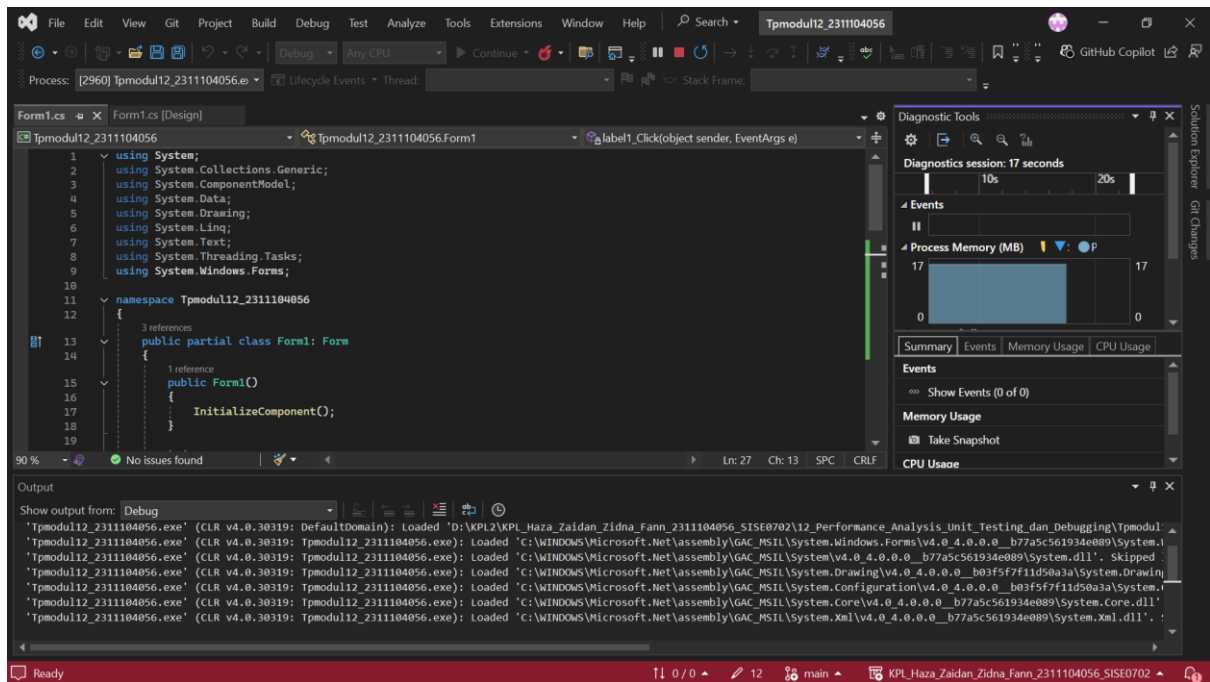 File Edit View Git Project Build Debug Test Analyze Tools Extensions Window Help Search Tpmodul12_2311104056
Debug Any CPU Continue GitHub Copilot
Process: [2960] Tpmodul12_2311104056.e Lifecycle Events Thread: Stack Frame:
Form1.cs Form1.cs [Design]
Tpmodul12_2311104056 Tpmodul12_2311104056.Form1 label1_Click(object sender, EventArgs e)
1 using System;
2 using System.Collections.Generic;
3 using System.ComponentModel;
4 using System.Data;
5 using System.Drawing;
6 using System.Linq;
7 using System.Text;
8 using System.Threading.Tasks;
9 using System.Windows.Forms;
10
11 namespace Tpmodul12_2311104056
12 {
3 references
13 public partial class Form1: Form
14 {
1 reference
15 public Form1()
16 {
17 InitializeComponent();
18 }
19
90 % No issues found Ln: 27 Ch: 13 SPC CRLF
Diagnostic Tools
Diagnostics session: 17 seconds
10s 20s
Events
Process Memory (MB) P
17 17
0 0
Summary Events Memory Usage CPU Usage
Events
Show Events (0 of 0)
Memory Usage
Take Snapshot
CPU Usage
Solution Explorer
Git Changes
Output
Show output from: Debug
'Tpmodul12_2311104056.exe' (CLR v4.0.30319: DefaultDomain): Loaded 'D:\KPL2\KPL_Haza_Zaidan_Zidna_Fann_2311104056_SISE0702\12_Performance_Analysis_Unit_Testing_dan_Debugging\Tpmodul
'Tpmodul12_2311104056.exe' (CLR v4.0.30319: Tpmodul12_2311104056.exe): Loaded 'C:\WINDOWS\Microsoft.Net\assembly\GAC_MSIL\System.Windows.Forms\v4.0_4.0.0.0__b77a5c561934e089\System.
'Tpmodul12_2311104056.exe' (CLR v4.0.30319: Tpmodul12_2311104056.exe): Loaded 'C:\WINDOWS\Microsoft.Net\assembly\GAC_MSIL\System\v4.0_4.0.0.0__b77a5c561934e089\System.dll'. Skipped
'Tpmodul12_2311104056.exe' (CLR v4.0.30319: Tpmodul12_2311104056.exe): Loaded 'C:\WINDOWS\Microsoft.Net\assembly\GAC_MSIL\System.Drawing\v4.0_4.0.0.0__b03f5f7f11d50a3a\System.Drawin
'Tpmodul12_2311104056.exe' (CLR v4.0.30319: Tpmodul12_2311104056.exe): Loaded 'C:\WINDOWS\Microsoft.Net\assembly\GAC_MSIL\System.Configuration\v4.0_4.0.0.0__b03f5f7f11d50a3a\System.
'Tpmodul12_2311104056.exe' (CLR v4.0.30319: Tpmodul12_2311104056.exe): Loaded 'C:\WINDOWS\Microsoft.Net\assembly\GAC_MSIL\System.Core\v4.0_4.0.0.0__b77a5c561934e089\System.Core.dll'
'Tpmodul12_2311104056.exe' (CLR v4.0.30319: Tpmodul12_2311104056.exe): Loaded 'C:\WINDOWS\Microsoft.Net\assembly\GAC_MSIL\System.Xml\v4.0_4.0.0.0__b77a5c561934e089\System.Xml.dll'.
Ready 0 / 0 12 main KPL_Haza_Zaidan_Zidna_Fann_2311104056_SISE0702